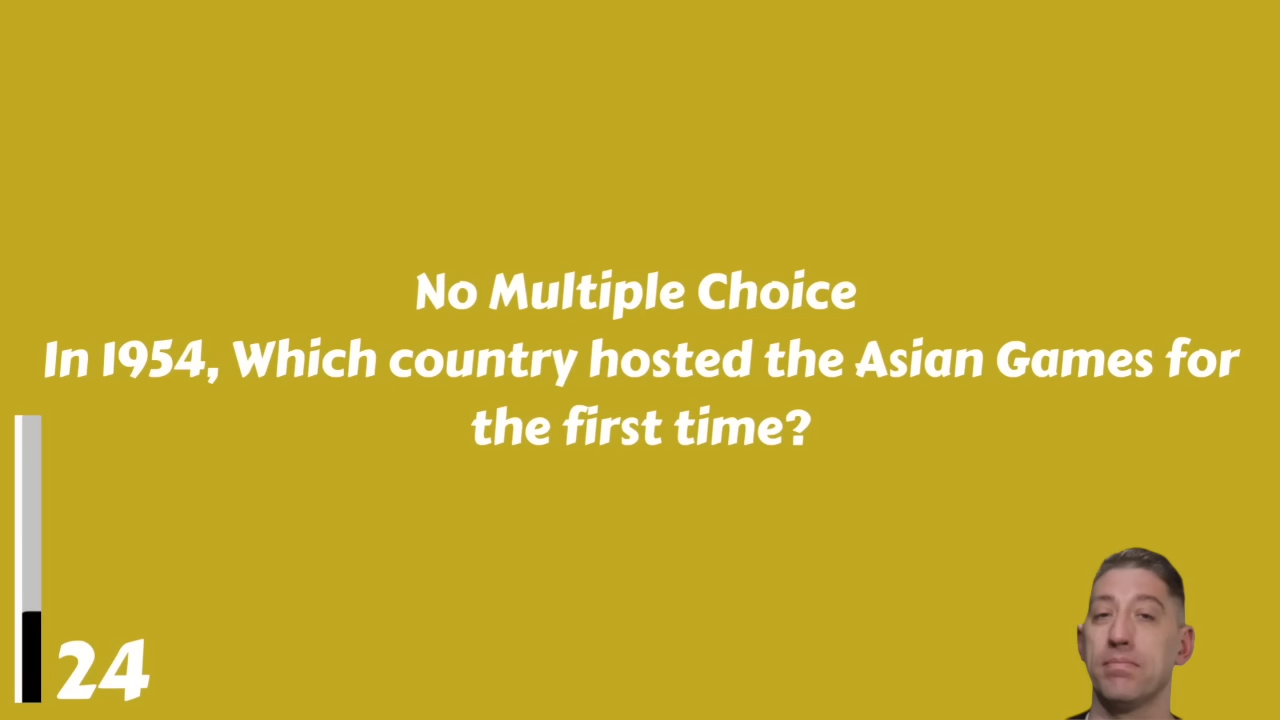 No Multiple Choice
In 1954, Which country hosted the Asian Games for
the first time?
24